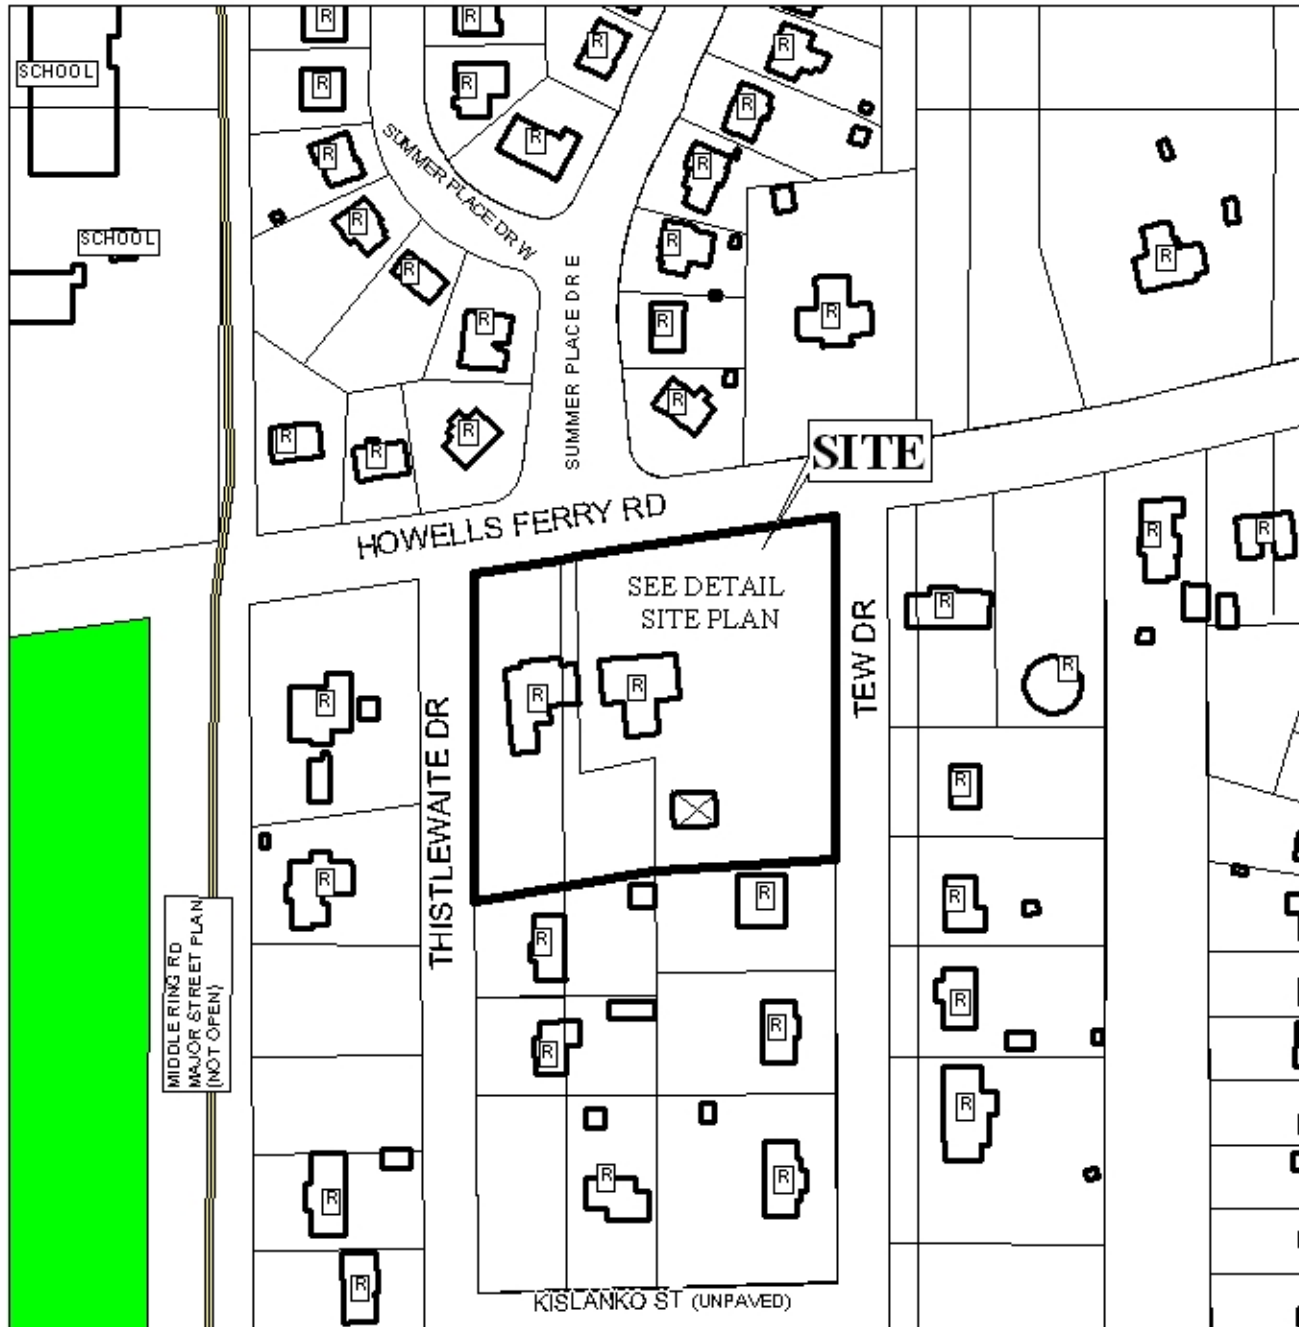 R
R
R
SCHOOL
R
R
R
R
R
R
R
SUMMER PLACE DR W
R
SCHOOL
R
R
R
SUMMER PLACE DR E
R
R
R
R
R
R
R
R
SITE
HOWELLS FERRY RD
R
R
SEE DETAIL
SITE PLAN
R
TEW DR
R
R
R
R
THISTLEWAITE DR
R
R
R
R
MIDDLE RING RD
MAJOR STREET PLAN
(NOT OPEN)
R
R
R
R
R
R
R
R
R
R
KISLANKO ST (UNPAVED)